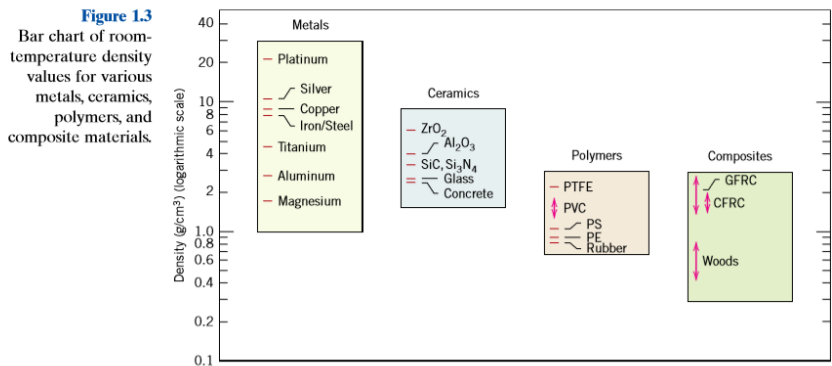 Figure 1.3
Bar chart of room-
temperature density
values for various
metals, ceramics,
polymers, and
composite materials.
Density (g/cm³) (logarithmic scale)
40
20
10
8
6
4
2
1.0
0.8
0.6
0.4
0.2
0.1
Metals
Platinum
Silver
Copper
Iron/Steel
Titanium
Aluminum
Magnesium
Ceramics
ZrO₂
Al₂O₃
SiC, Si₃N₄
Glass
Concrete
Polymers
PTFE
PVC
PS
PE
Rubber
Composites
GFRC
CFRC
Woods